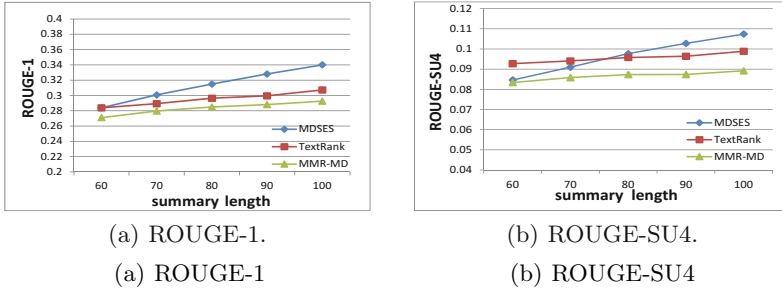 0.4
0.38
0.36
0.34
0.32
0.3
0.28
0.26
0.24
0.22
0.2
ROUGE-1
MDSES
TextRank
MMR-MD
60 70 80 90 100
summary length
(a) ROUGE-1.
(a) ROUGE-1
0.12
0.11
0.1
0.09
0.08
0.07
0.06
0.05
0.04
ROUGE-SU4
MDSES
TextRank
MMR-MD
60 70 80 90 100
summary length
(b) ROUGE-SU4.
(b) ROUGE-SU4